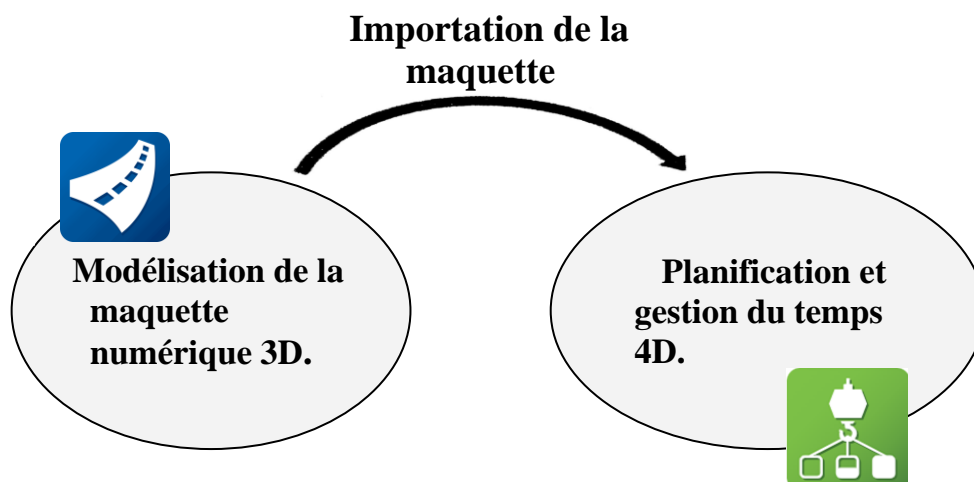 Importation de la
maquette
Modélisation de la
maquette
numérique 3D.
Planification et
gestion du temps
4D.